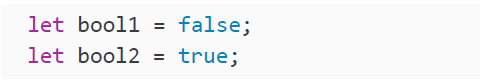 let bool1 = false;
let bool2 = true;